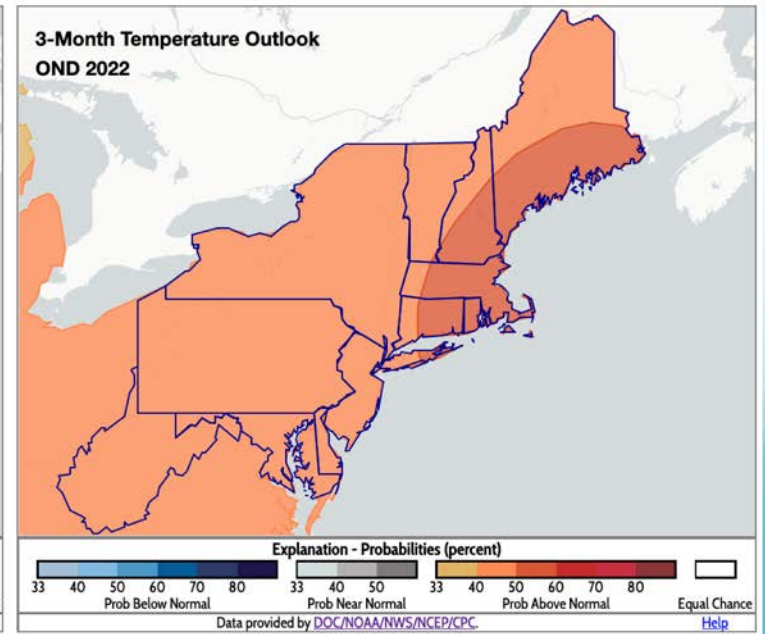 3-Month Temperature Outlook
OND 2022
Explanation - Probabilities (percent)
33 40 50 60 70 80 33 40 50 33 40 50 60 70 80
Prob Below Normal Prob Near Normal Prob Above Normal Equal Chance
Data provided by DOC/NOAA/NWS/NCEP/CPC. Help